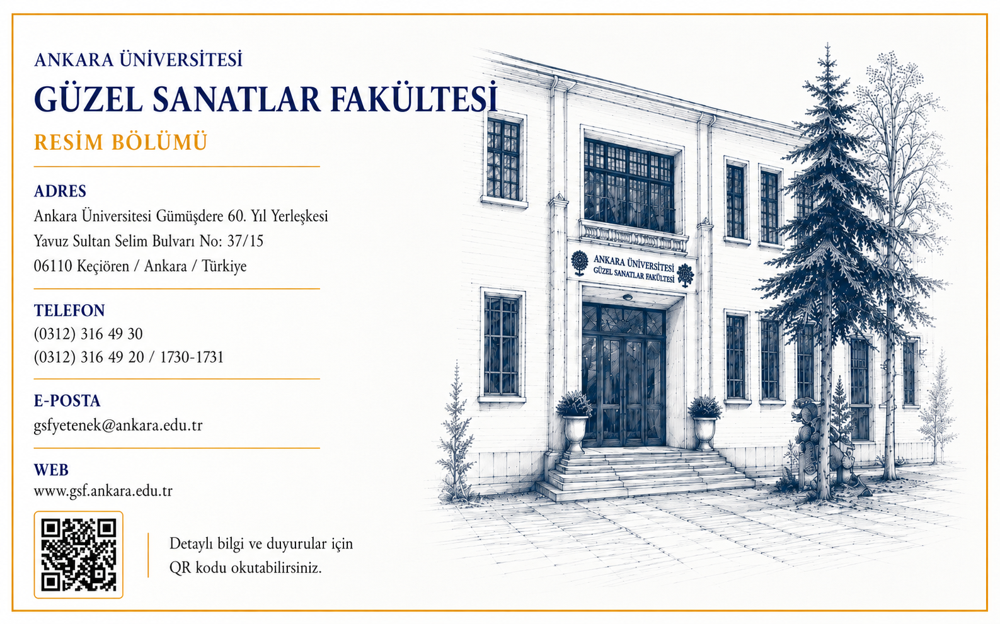 ANKARA ÜNİVERSİTESİ
GÜZEL SANATLAR FAKÜLTESİ
RESİM BÖLÜMÜ
ADRES
Ankara Üniversitesi Gümüşdere 60. Yıl Yerleşkesi
Yavuz Sultan Selim Bulvarı No: 37/15
06110 Keçiören / Ankara / Türkiye
TELEFON
(0312) 316 49 30
(0312) 316 49 20 / 1730-1731
E-POSTA
gsfyetenek@ankara.edu.tr
WEB
www.gsf.ankara.edu.tr
Detaylı bilgi ve duyurular için
QR kodu okutabilirsiniz.
ANKARA ÜNİVERSİTESİ
GÜZEL SANATLAR FAKÜLTESİ